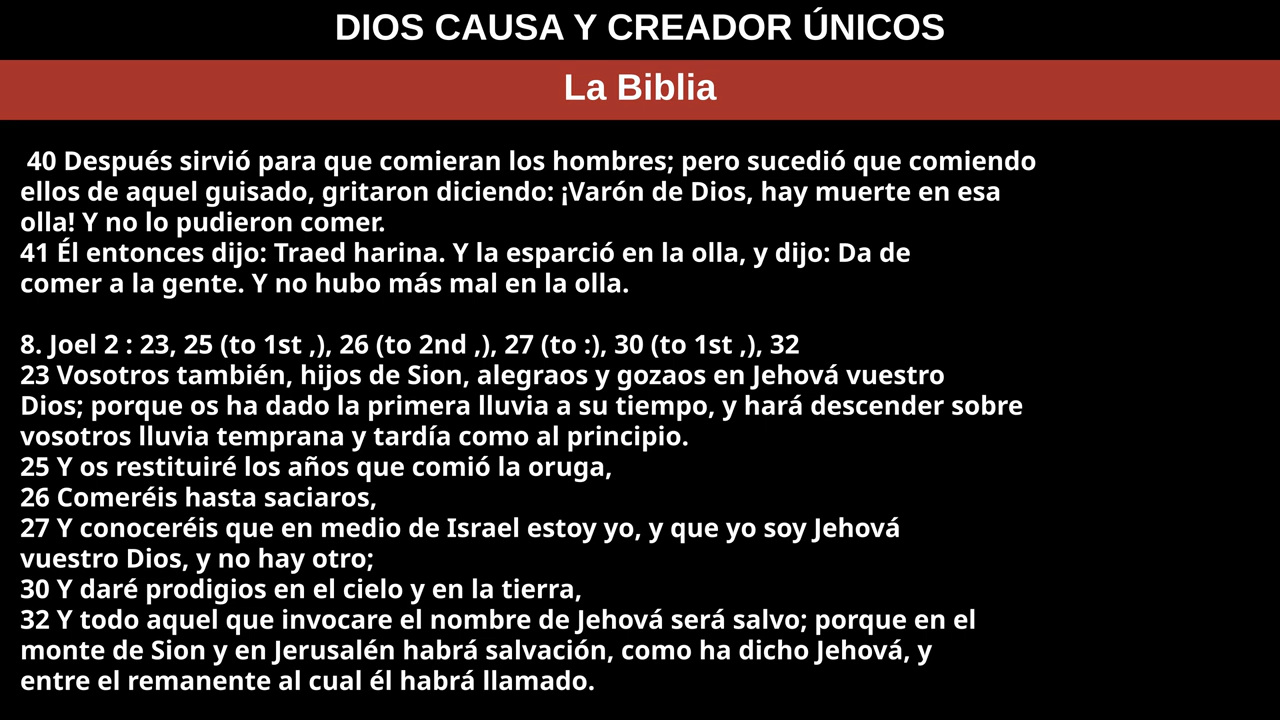 DIOS CAUSA Y CREADOR ÚNICOS
La Biblia
40 Después sirvió para que comieran los hombres; pero sucedió que comiendo
ellos de aquel guisado, gritaron diciendo: ¡Varón de Dios, hay muerte en esa
olla! Y no lo pudieron comer.
41 Él entonces dijo: Traed harina. Y la esparció en la olla, y dijo: Da de
comer a la gente. Y no hubo más mal en la olla.
8. Joel 2 : 23, 25 (to 1st ,), 26 (to 2nd ,), 27 (to :), 30 (to 1st ,), 32
23 Vosotros también, hijos de Sion, alegraos y gozaos en Jehová vuestro
Dios; porque os ha dado la primera lluvia a su tiempo, y hará descender sobre
vosotros lluvia temprana y tardía como al principio.
25 Y os restituiré los años que comió la oruga,
26 Comeréis hasta saciaros,
27 Y conoceréis que en medio de Israel estoy yo, y que yo soy Jehová
vuestro Dios, y no hay otro;
30 Y daré prodigios en el cielo y en la tierra,
32 Y todo aquel que invocare el nombre de Jehová será salvo; porque en el
monte de Sion y en Jerusalén habrá salvación, como ha dicho Jehová, y
entre el remanente al cual él habrá llamado.